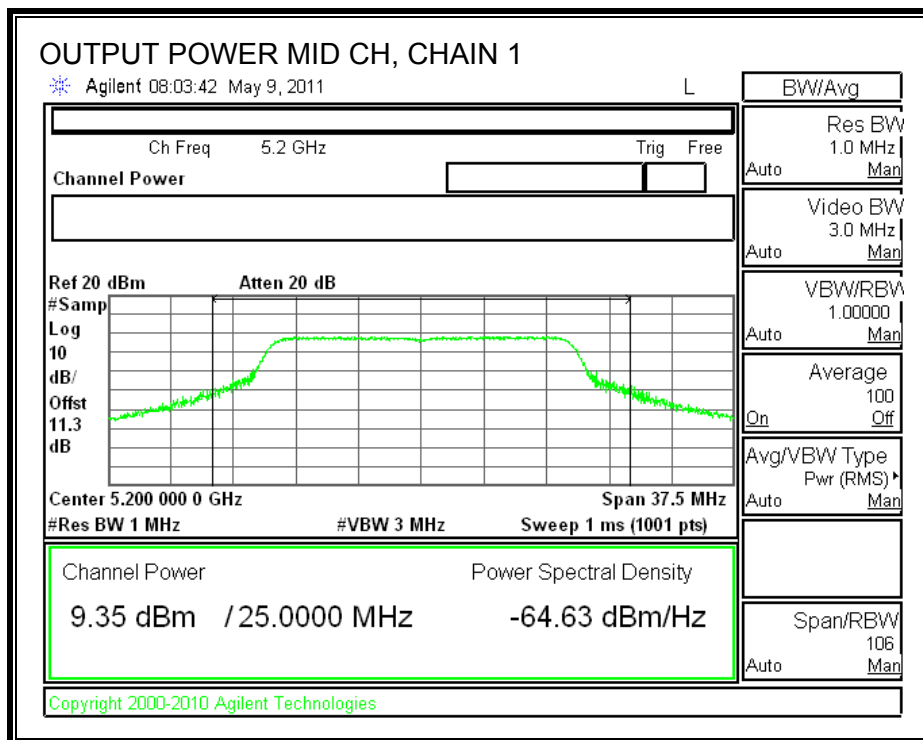 OUTPUT POWER MID CH, CHAIN 1
Agilent 08:03:42 May 9, 2011 L
Ch Freq 5.2 GHz Trig Free
Channel Power
Ref 20 dBm Atten 20 dB
#Samp
Log
10
dB/
Offst
11.3
dB
Center 5.200 000 0 GHz Span 37.5 MHz
#Res BW 1 MHz #VBW 3 MHz Sweep 1 ms (1001 pts)
Channel Power Power Spectral Density
9.35 dBm / 25.0000 MHz -64.63 dBm/Hz
Copyright 2000-2010 Agilent Technologies
BW/Avg
Res BW
1.0 MHz
Auto Man
Video BW
3.0 MHz
Auto Man
VBW/RBW
1.00000
Auto Man
Average
100
On Off
Avg/VBW Type
Pwr (RMS)
Auto Man
Span/RBW
106
Auto Man